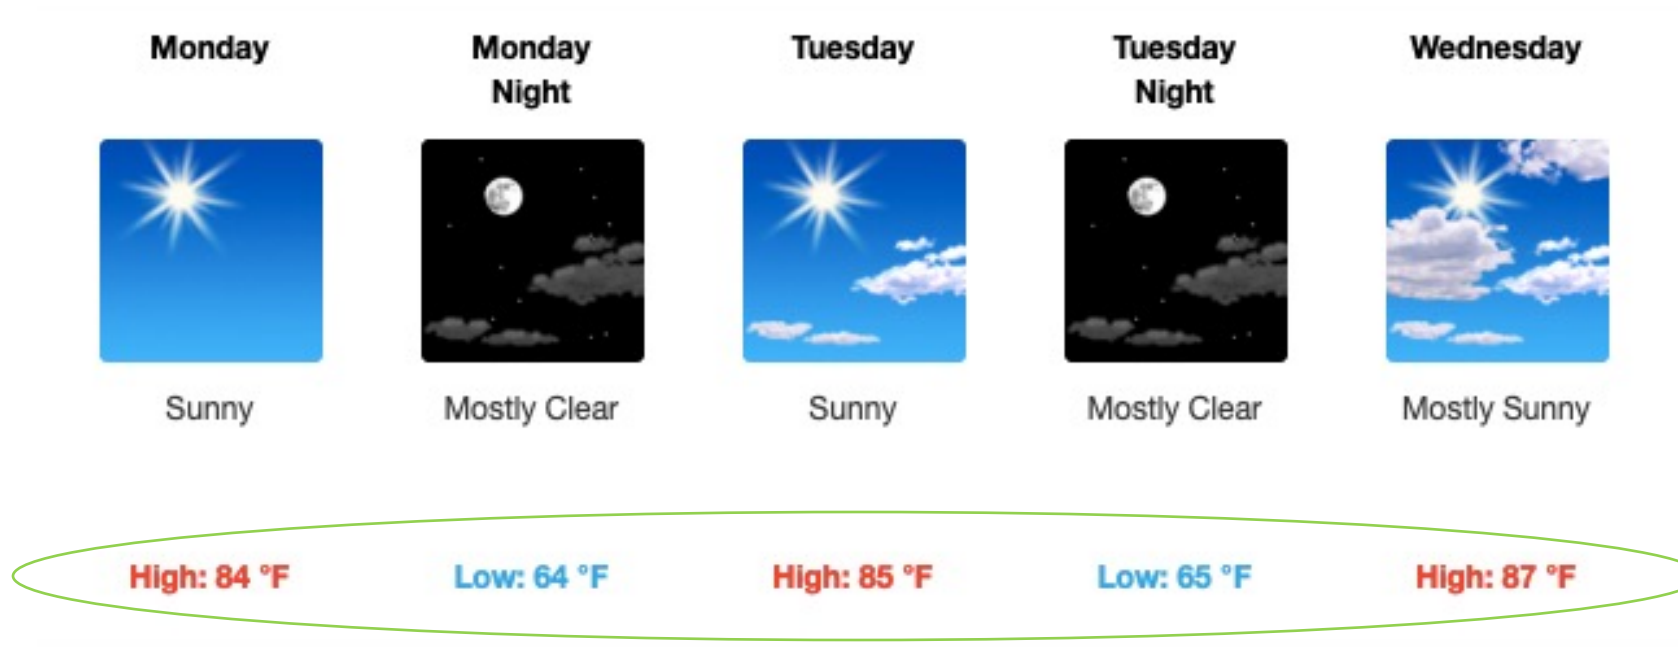 Monday
Monday
Night
Tuesday
Tuesday
Night
Wednesday
Sunny
Mostly Clear
Sunny
Mostly Clear
Mostly Sunny
High: 84 °F
Low: 64 °F
High: 85 °F
Low: 65 °F
High: 87 °F